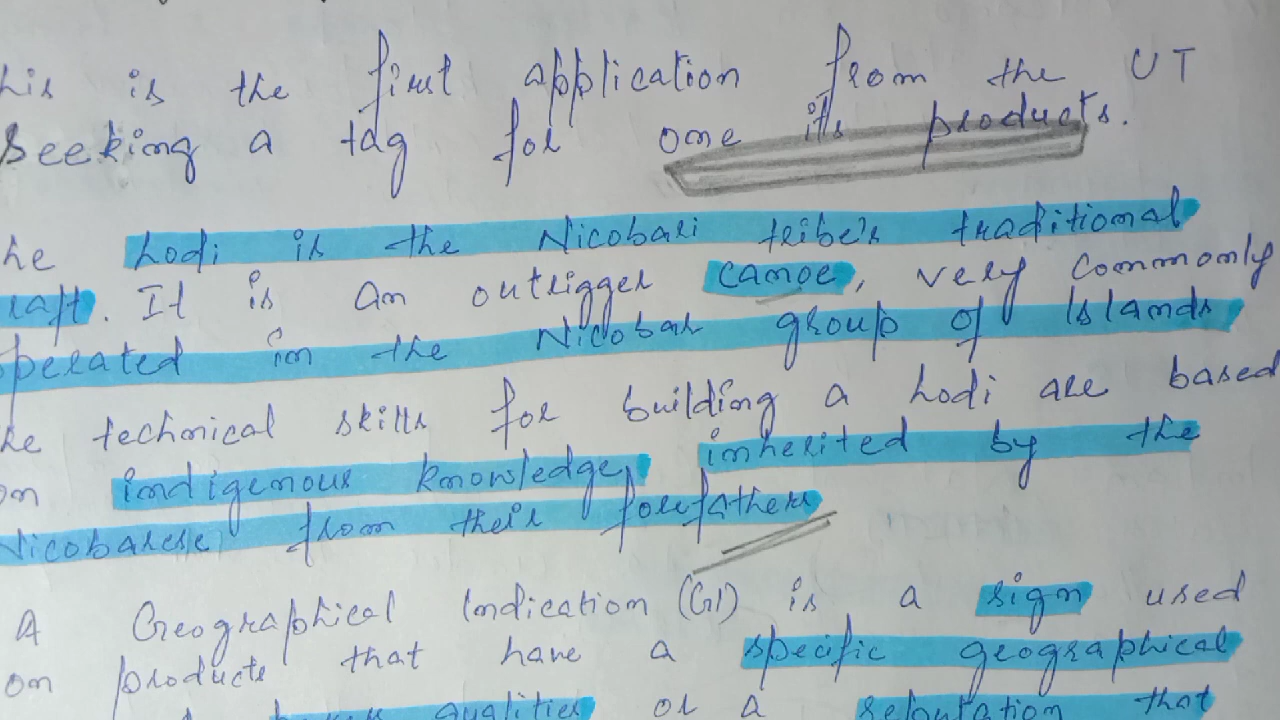 his is the first application from the UT
seeking a tag for one its products.
he hodi is the Nicobari tribe's traditional
raft. It is an outrigger canoe, very commonly
perated in the Nicobar group of Islands
he technical skills for building a hodi are based
on indigenous knowledge, inherited by the
Nicobarese from their forefathers
A Geographical Indication (GI) is a sign used
on products that have a specific geographical
qualities or a reputation that